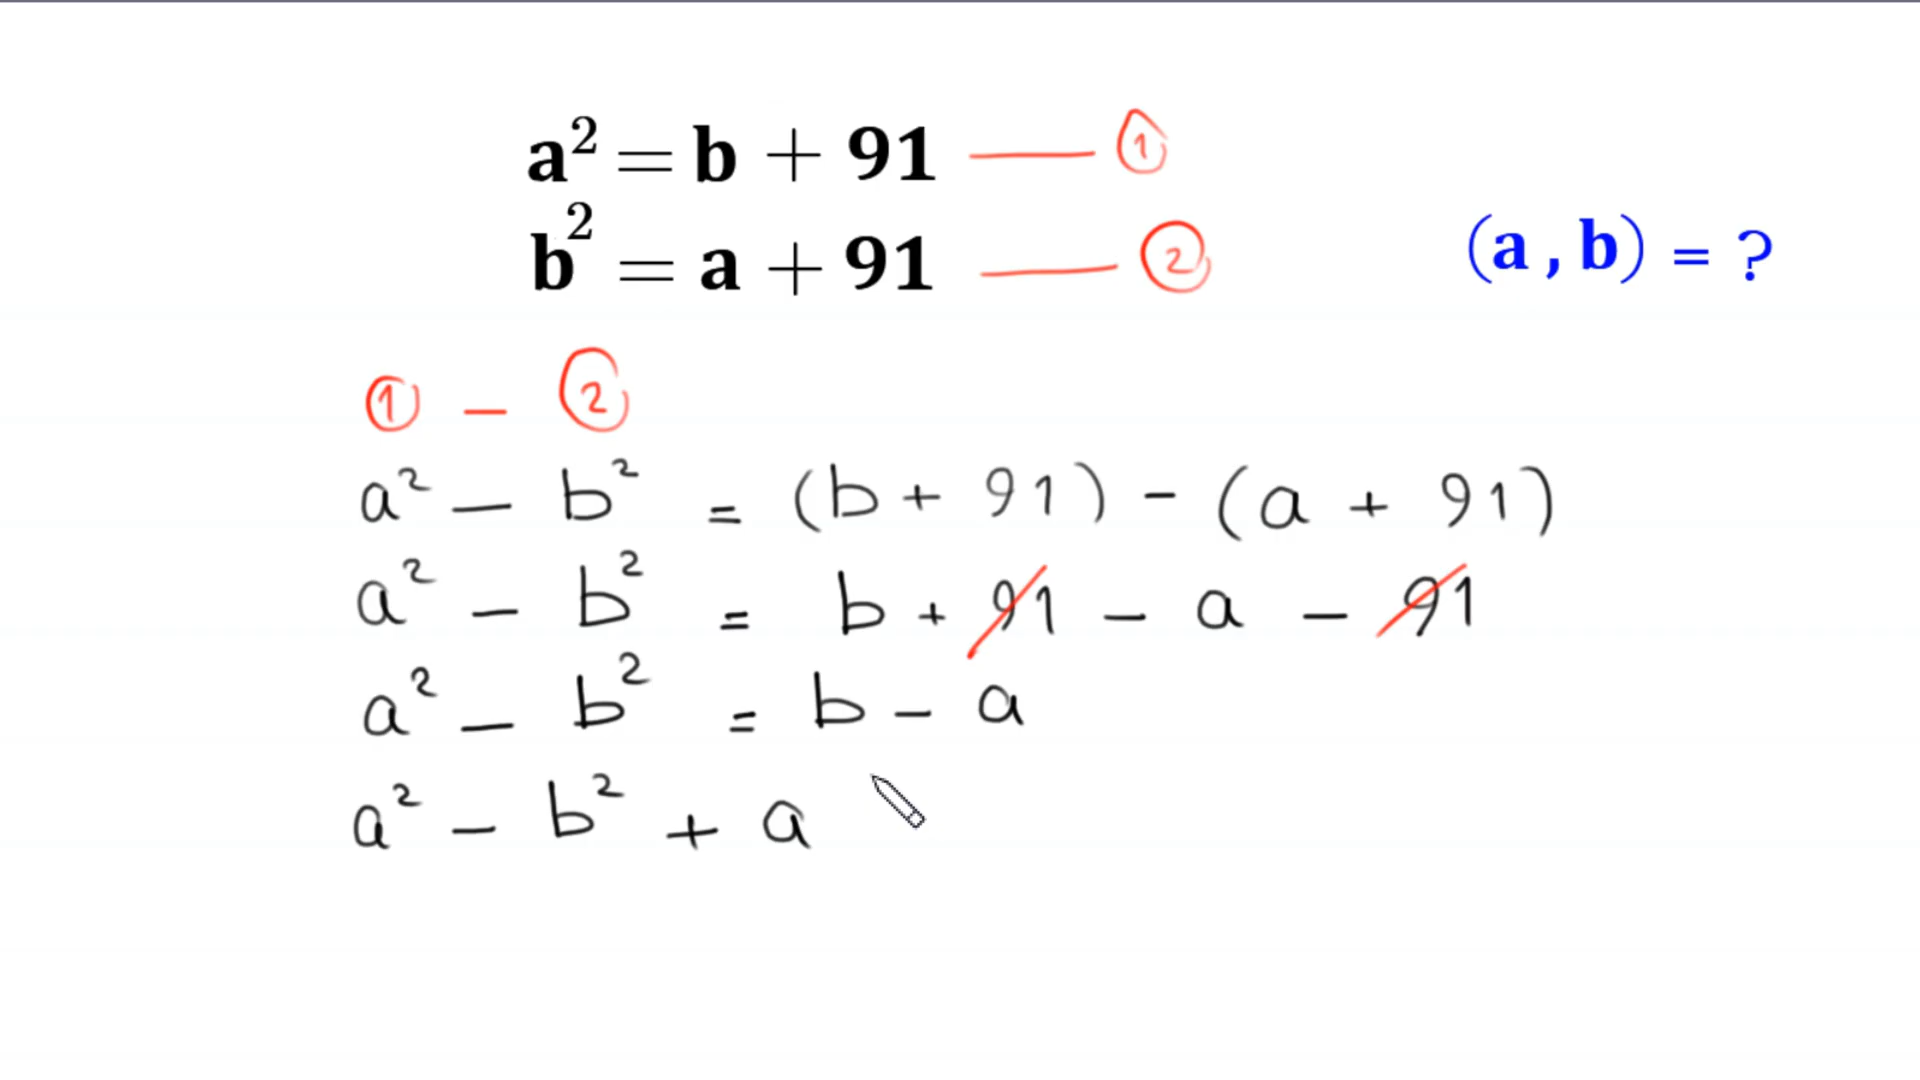 a² = b + 91 —— ①
b² = a + 91 —— ②
(a , b) = ?
① - ②
a² - b² = (b + 91) - (a + 91)
a² - b² = b + 91 - a - 91
a² - b² = b - a
a² - b² + a